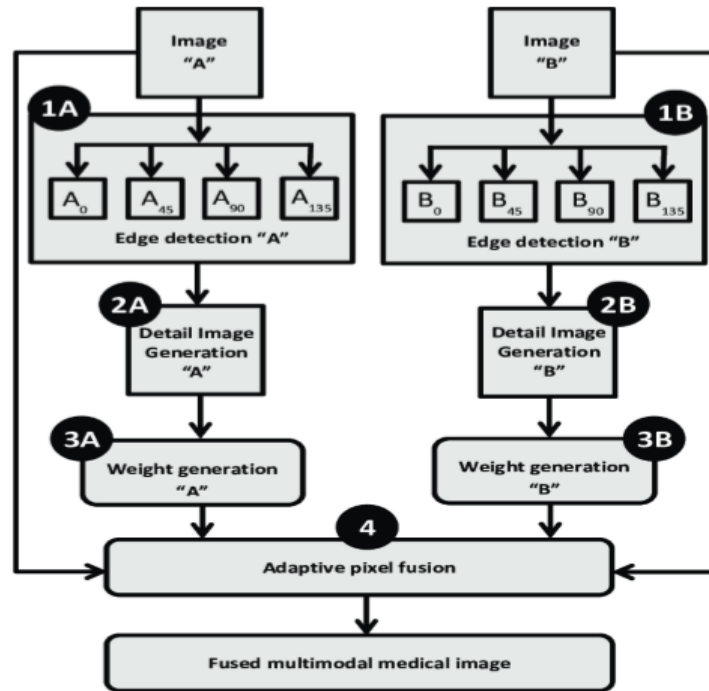 Image
“A”
Image
“B”
1A
1B
A0
A45
A90
A135
Edge detection “A”
B0
B45
B90
B135
Edge detection “B”
2A
Detail Image
Generation
“A”
2B
Detail Image
Generation
“B”
3A
Weight generation
“A”
3B
Weight generation
“B”
4
Adaptive pixel fusion
Fused multimodal medical image